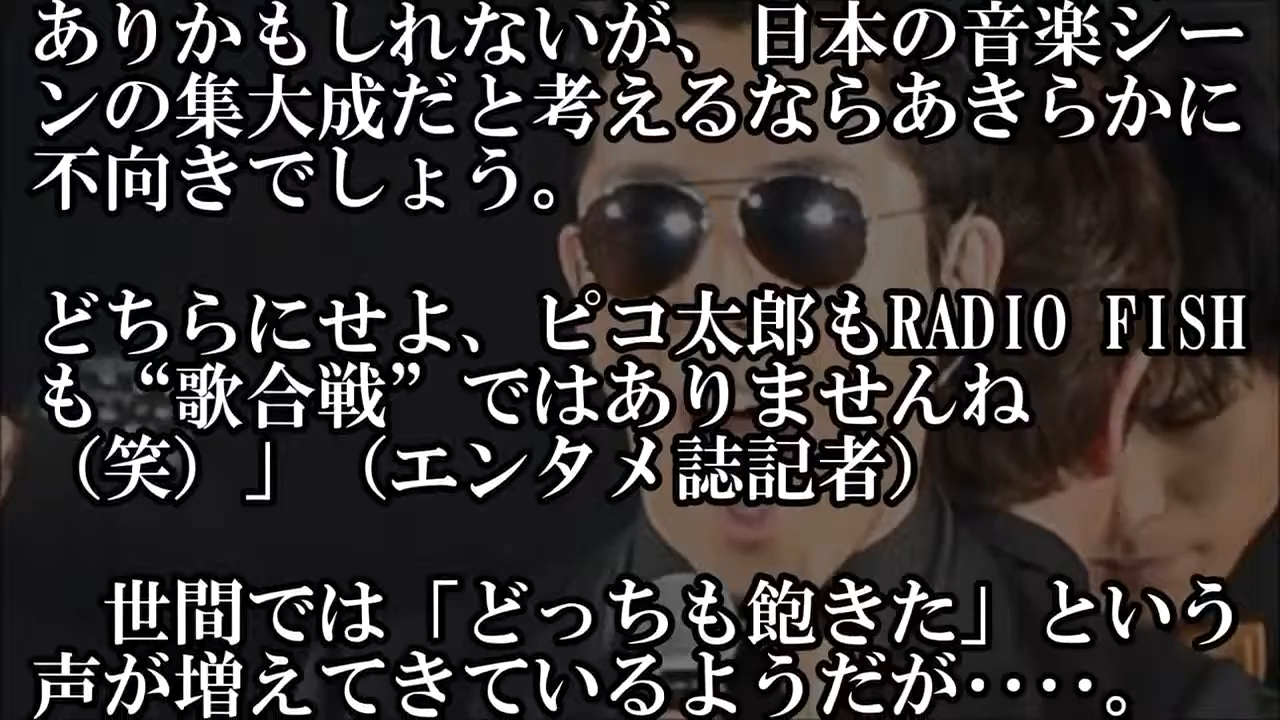 ありかもしれないが、日本の音楽シー
ンの集大成だと考えるならあきらかに
不向きでしょう。
どちらにせよ、ピコ太郎もRADIO FISH
も“歌合戦”ではありませんね
（笑）」（エンタメ誌記者）
世間では「どっちも飽きた」という
声が増えてきているようだが‥‥。